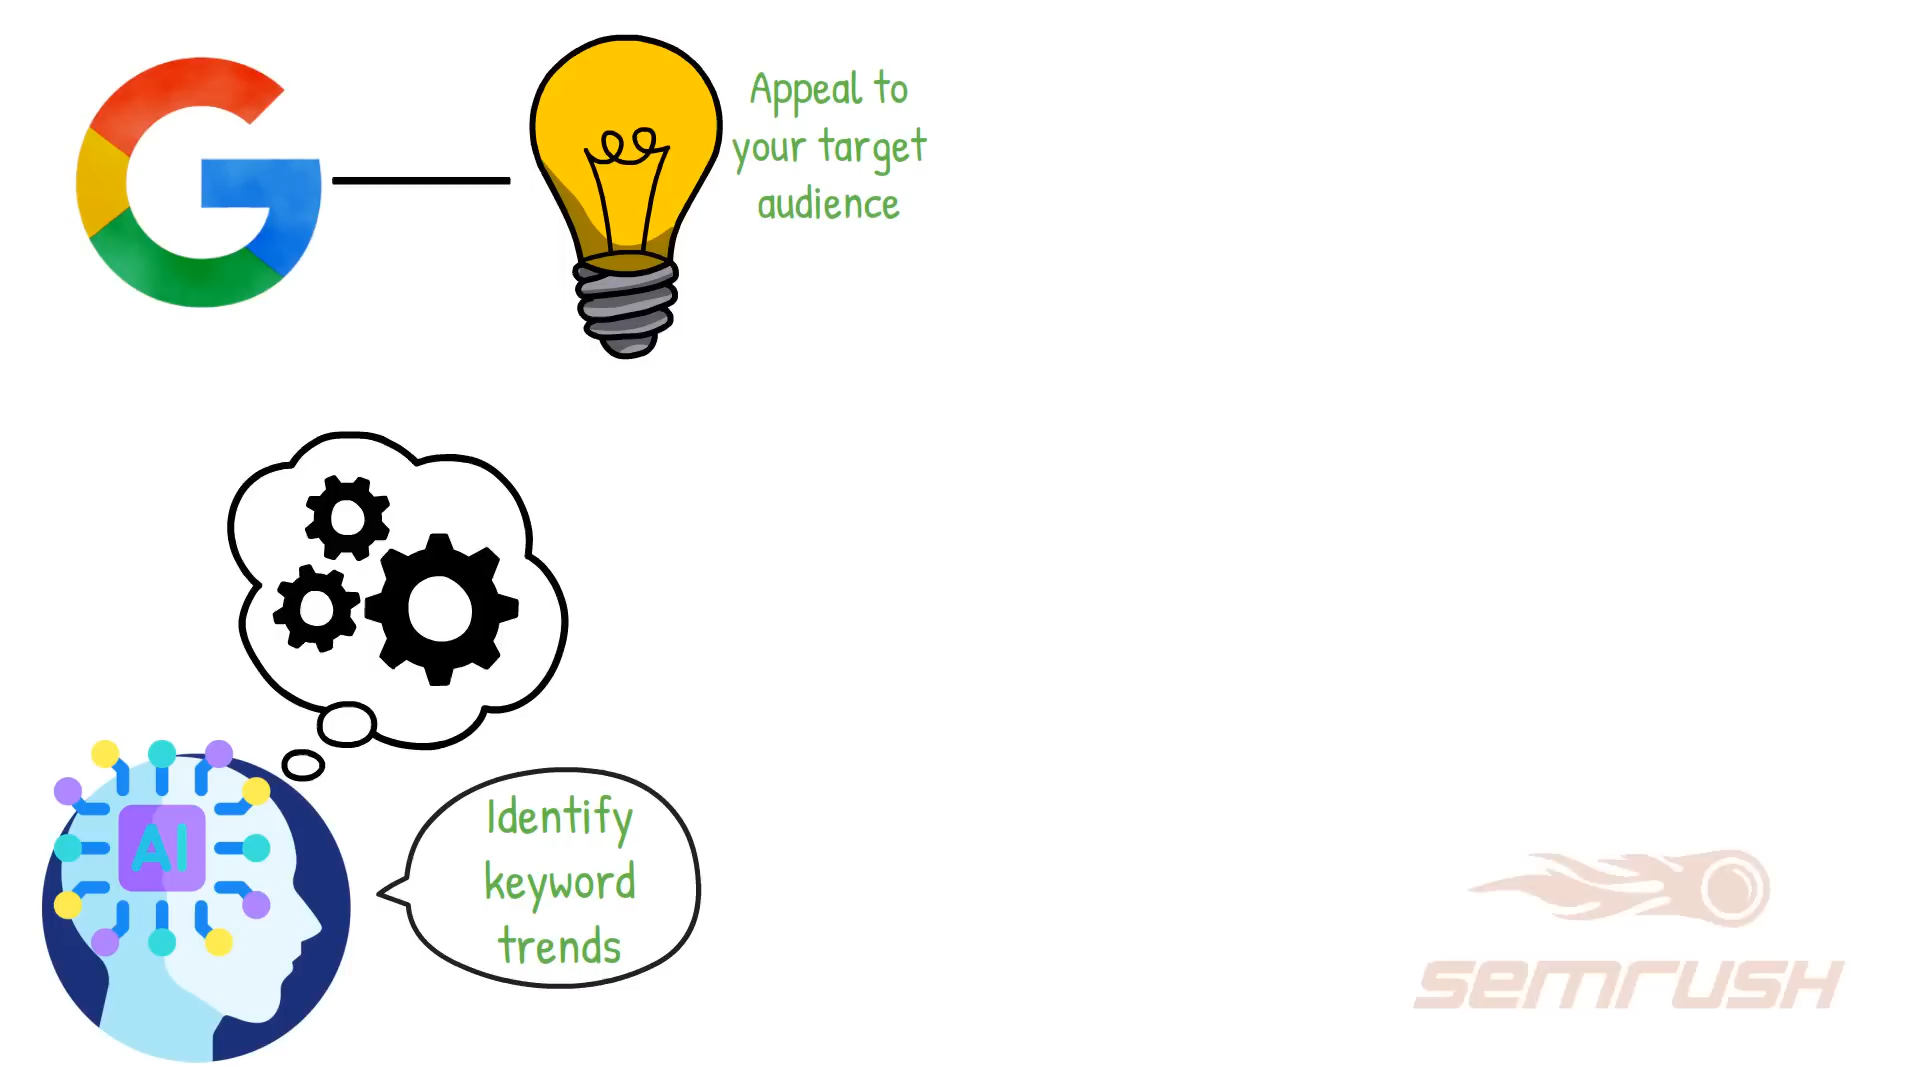 Appeal to
your target
audience
AI
Identify
keyword
trends
semrush